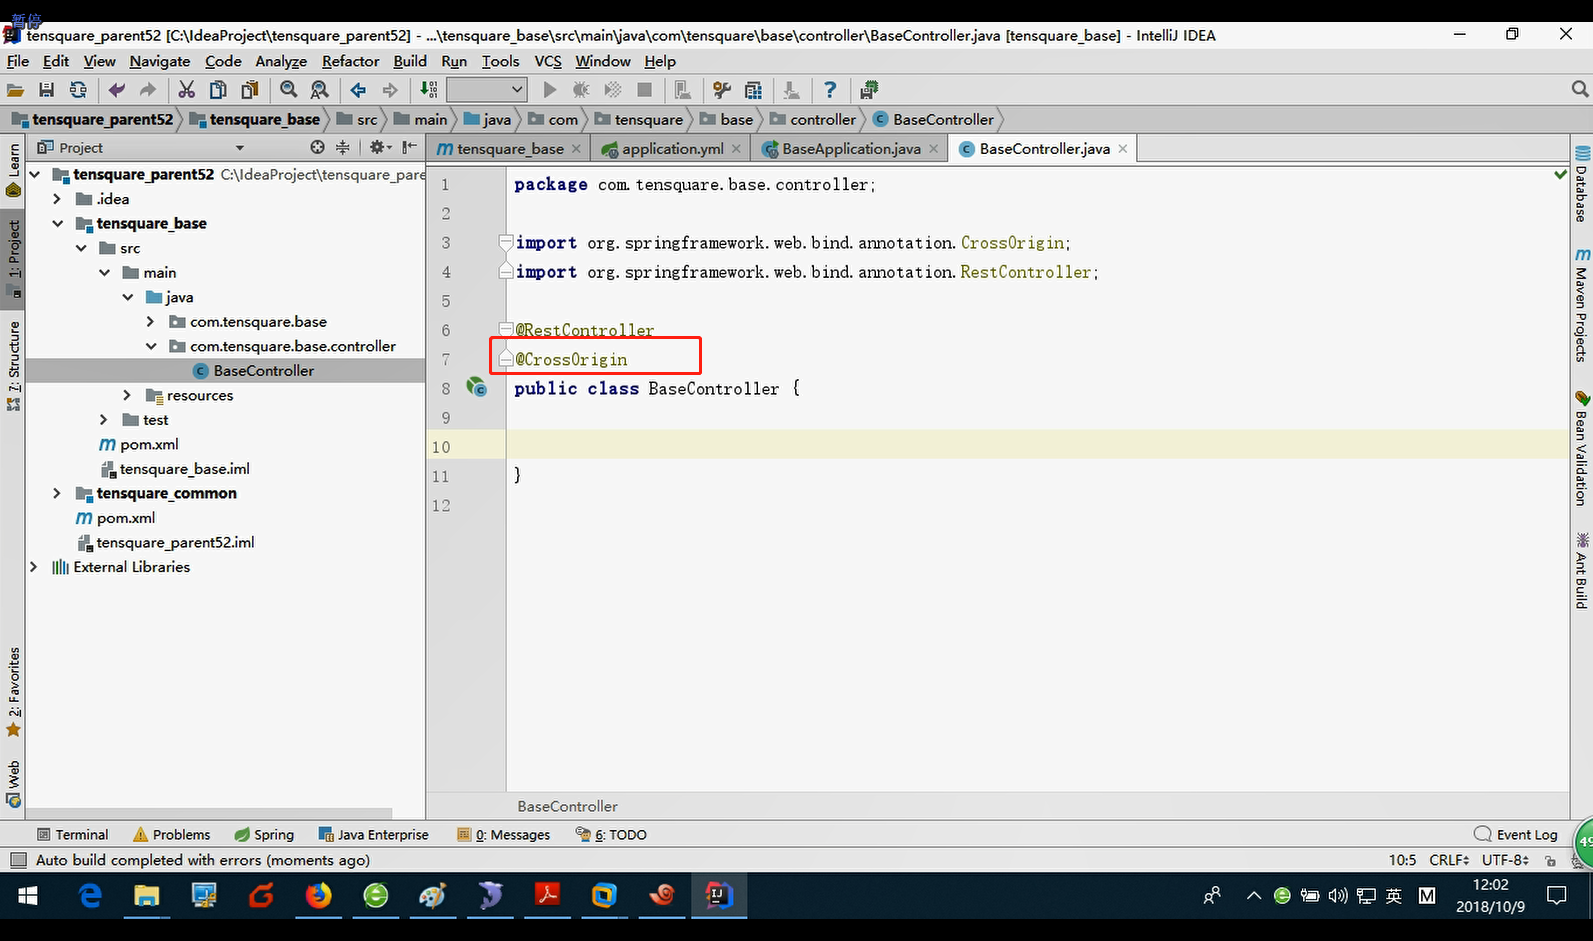 暂停
tensquare_parent52 [C:\IdeaProject\tensquare_parent52] - ...\tensquare_base\src\main\java\com\tensquare\base\controller\BaseController.java [tensquare_base] - IntelliJ IDEA
File Edit View Navigate Code Analyze Refactor Build Run Tools VCS Window Help
tensquare_parent52 tensquare_base src main java com tensquare base controller BaseController
Project
tensquare_base application.yml BaseApplication.java BaseController.java
tensquare_parent52 C:\IdeaProject\tensquare_pare
.idea
tensquare_base
src
main
java
com.tensquare.base
com.tensquare.base.controller
BaseController
resources
test
pom.xml
tensquare_base.iml
tensquare_common
pom.xml
tensquare_parent52.iml
External Libraries
Learn
1: Project
7: Structure
2: Favorites
Web
1 package com.tensquare.base.controller;
2
3 import org.springframework.web.bind.annotation.CrossOrigin;
4 import org.springframework.web.bind.annotation.RestController;
5
6 @RestController
7 @CrossOrigin
8 public class BaseController {
9
10
11 }
12
BaseController
Database
Maven Projects
Bean Validation
Ant Build
Terminal Problems Spring Java Enterprise 0: Messages 6: TODO Event Log
49
Auto build completed with errors (moments ago) 10:5 CRLF UTF-8
英 M 12:02
2018/10/9